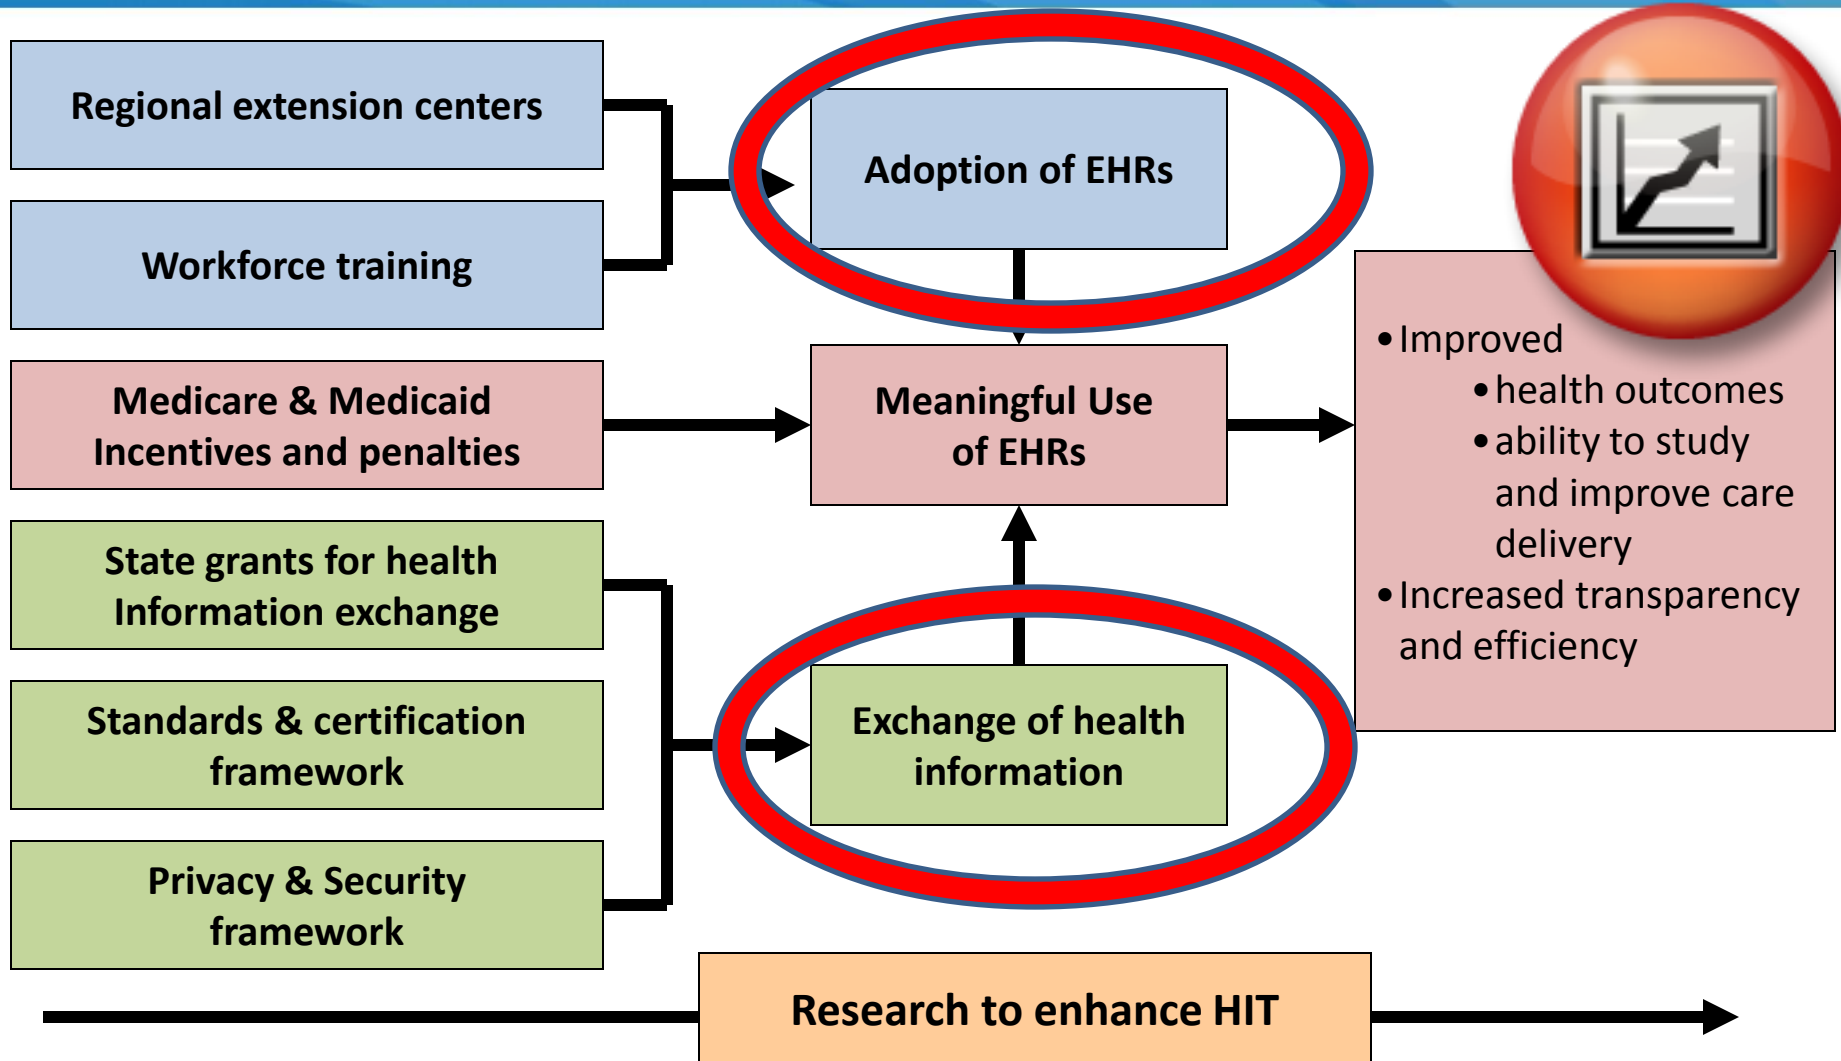 Regional extension centers
Workforce training
Medicare & Medicaid
Incentives and penalties
State grants for health
Information exchange
Standards & certification
framework
Privacy & Security
framework
Adoption of EHRs
Meaningful Use
of EHRs
Exchange of health
information
•Improved
•health outcomes
•ability to study
and improve care
delivery
•Increased transparency
and efficiency
Research to enhance HIT